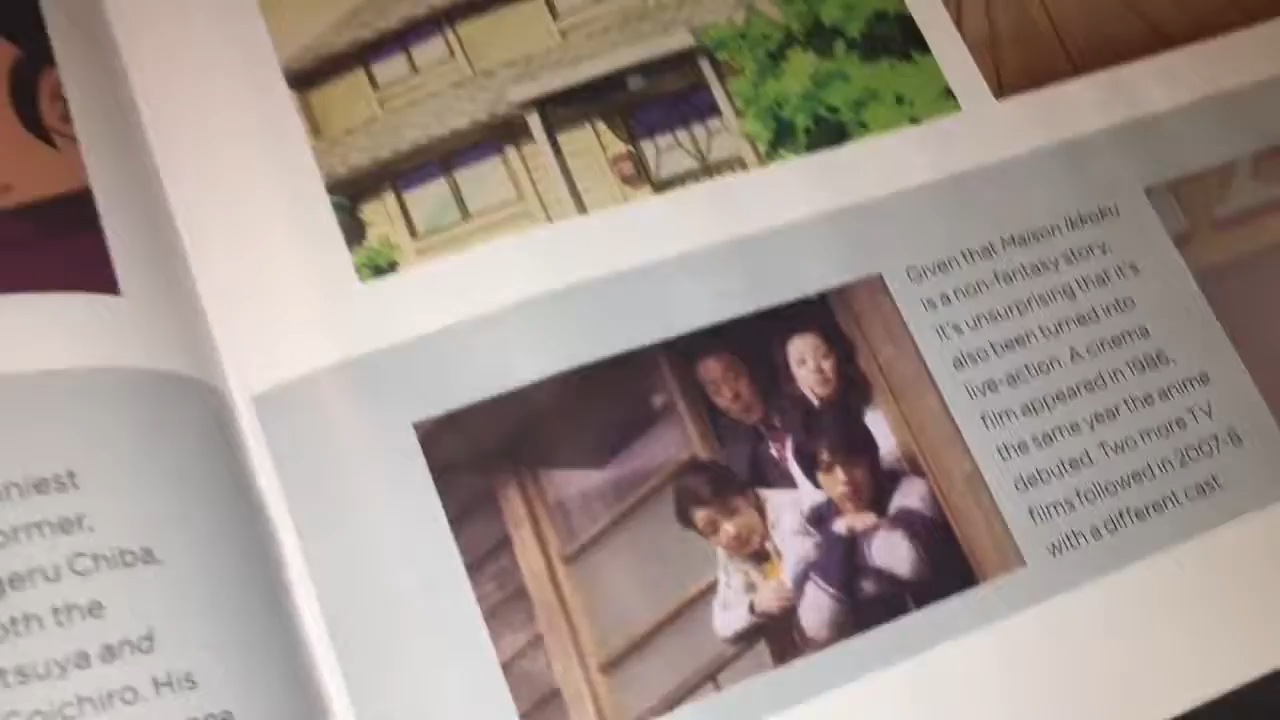 niest
ormer.
geru Chiba,
oth the
tsuya and
Coichiro. His
Given that Maison Ikkoku
is a non-fantasy story,
it's unsurprising that it's
also been turned into
live-action. A cinema
film appeared in 1986,
the same year the anime
debuted. Two more TV
films followed in 2007-8
with a different cast.